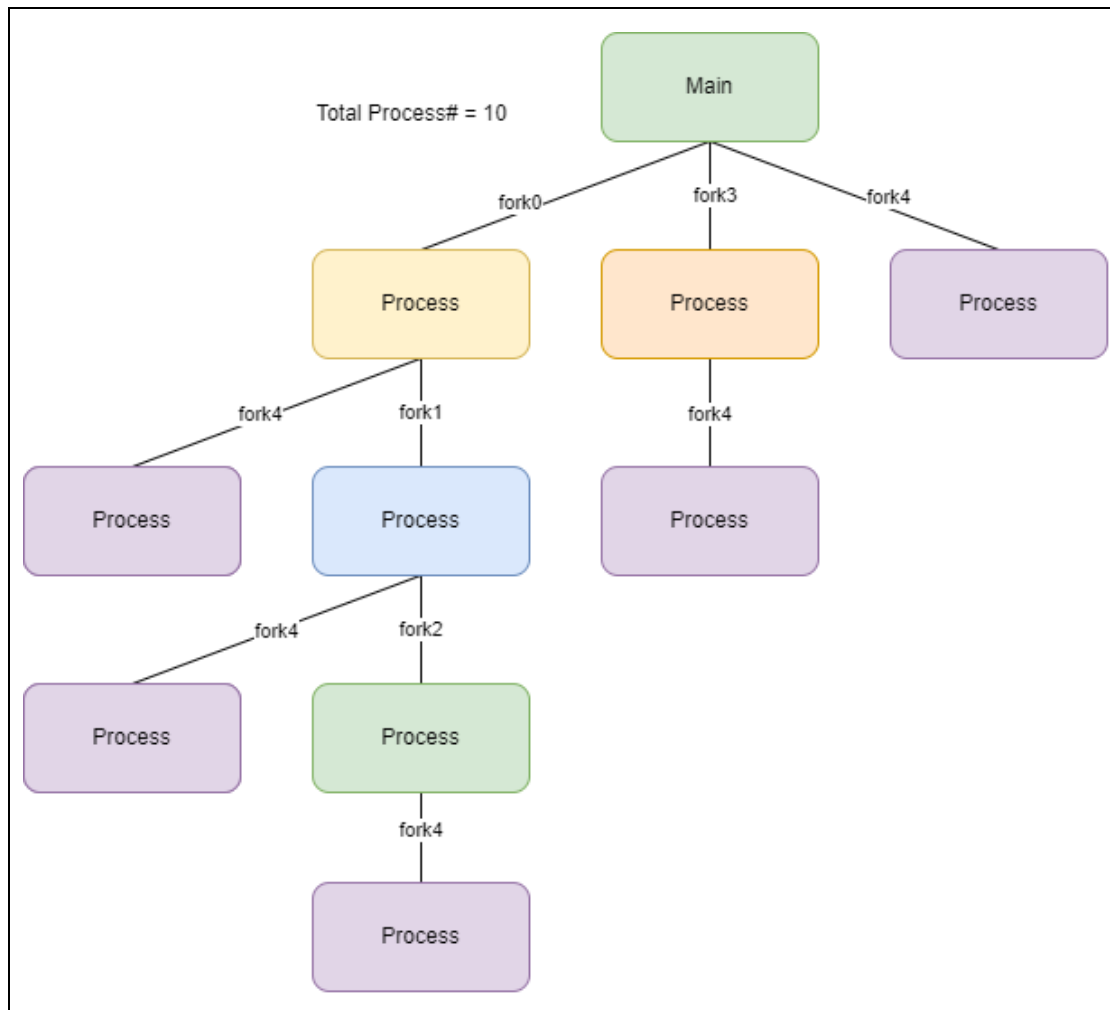 Main
Total Process# = 10
fork0
fork3
fork4
Process
Process
Process
fork4
fork1
fork4
Process
Process
Process
fork4
fork2
Process
Process
fork4
Process